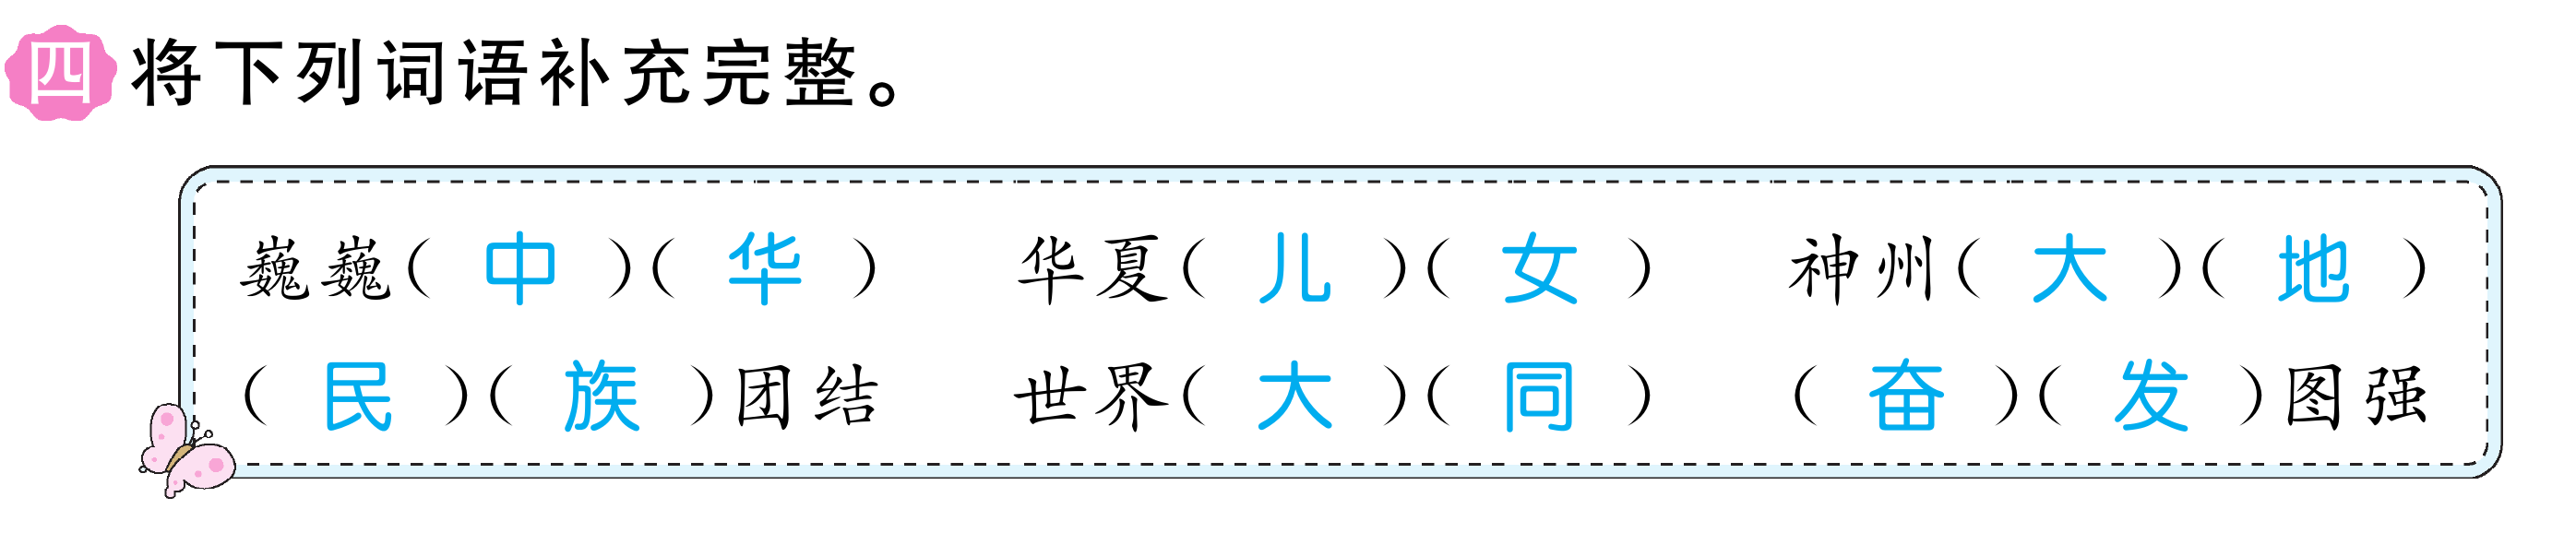 四 将下列词语补充完整。
巍巍( 中 )( 华 ) 华夏( 儿 )( 女 ) 神州( 大 )( 地 )
( 民 )( 族 )团结 世界( 大 )( 同 ) ( 奋 )( 发 )图强